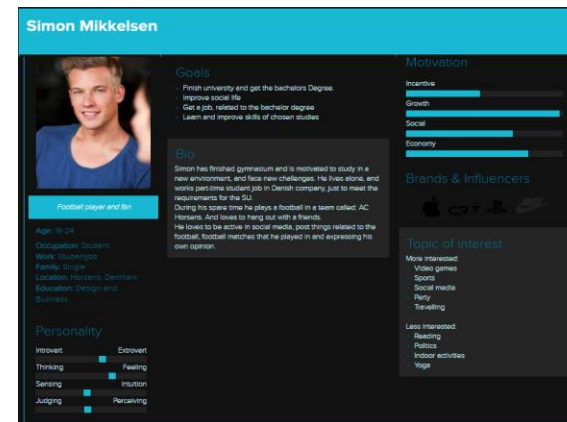 Simon Mikkelsen
Football player and fan
Age: 18-24
Occupation: Student
Work: Studentjob
Family: Single
Location: Horsens, Denmark
Education: Design and
Business
Personality
Introvert Extrovert
Thinking Feeling
Sensing Intuition
Judging Perceiving
Goals
Finish university and get the bachelors Degree.
Improve social life
Get a job, related to the bachelor degree
Learn and improve skills of chosen studies
Bio
Simon has finished gymnasium and is motivated to study in a
new environment, and face new challenges. He lives alone, and
works part-time student job in Danish company, just to meet the
requirements for the SU.
During his spare time he plays a football in a team called: AC
Horsens. And loves to hang out with a friends.
He loves to be active in social media, post things related to the
football, football matches that he played in and expressing his
own opinion.
Motivation
Incentive
Growth
Social
Economy
Brands & Influencers
Topic of interest
More interested:
Video games
Sports
Social media
Party
Travelling
Less interested:
Reading
Politics
Indoor activities
Yoga